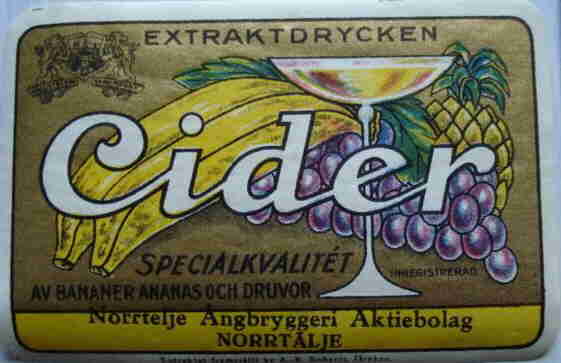 EXTRAKTDRYCKEN
Cider
SPECIALKVALITÉT
INREGISTRERAD
AV BANANER ANANAS OCH DRUVOR
Norrtelje Ångbryggeri Aktiebolag
NORRTÄLJE